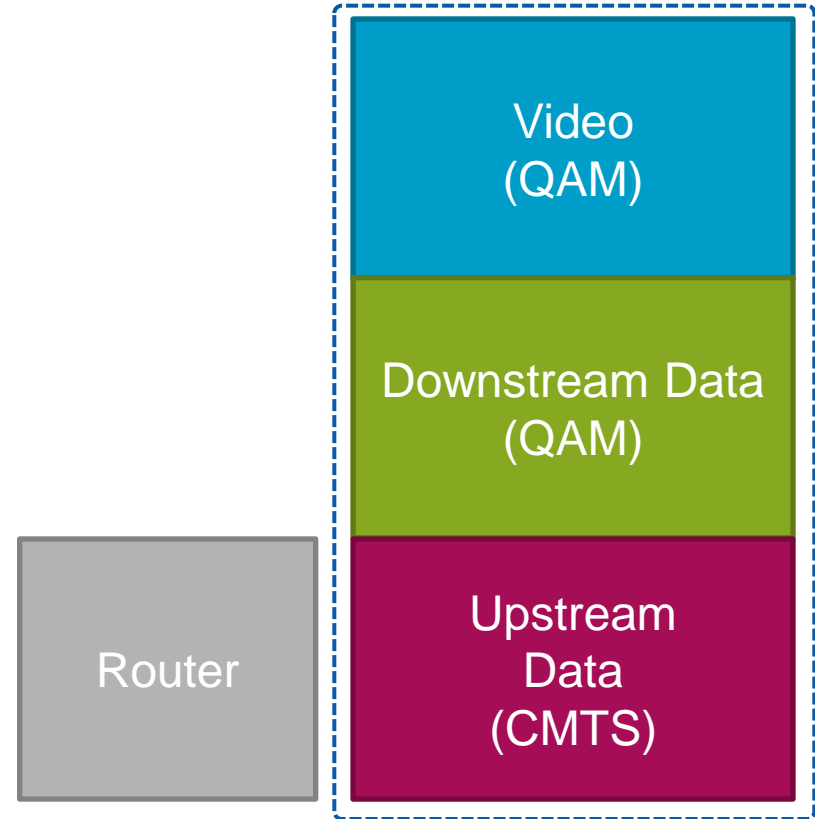 Video
(QAM)
Downstream Data
(QAM)
Upstream
Data
(CMTS)
Router